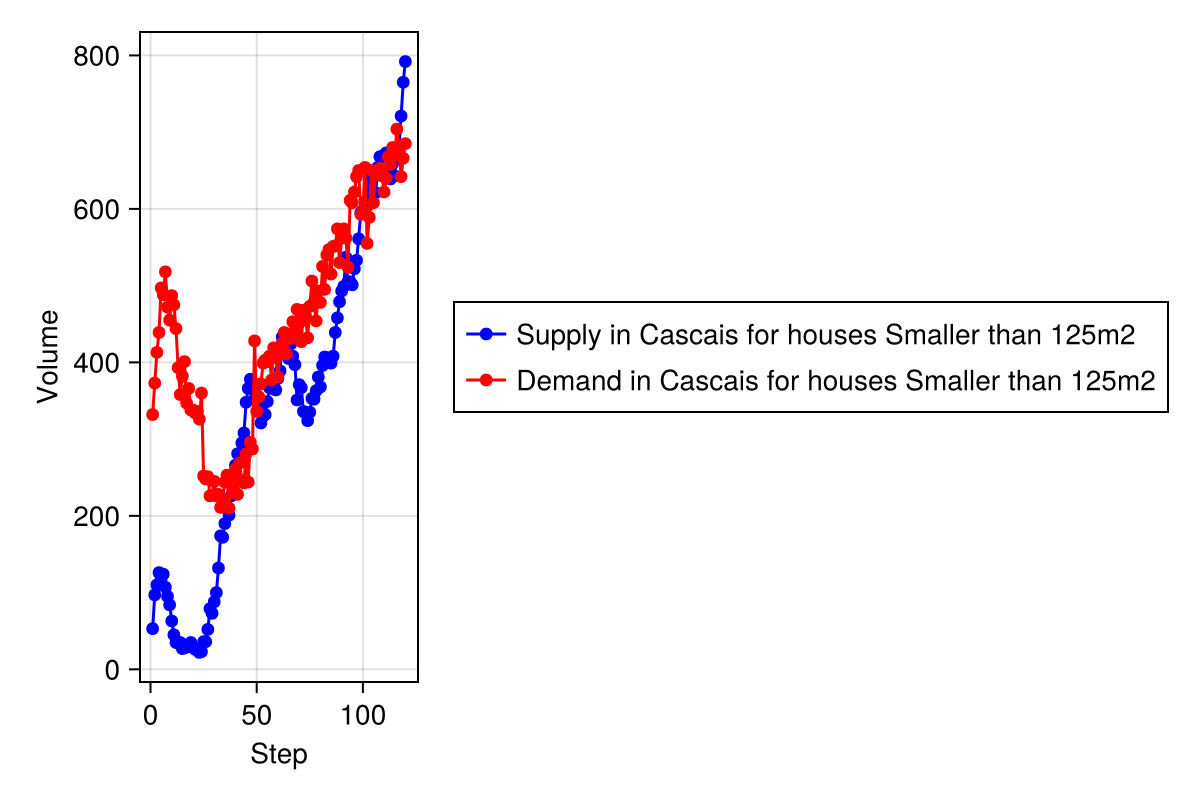 800
600
400
200
0
Volume
0 50 100
Step
Supply in Cascais for houses Smaller than 125m2
Demand in Cascais for houses Smaller than 125m2